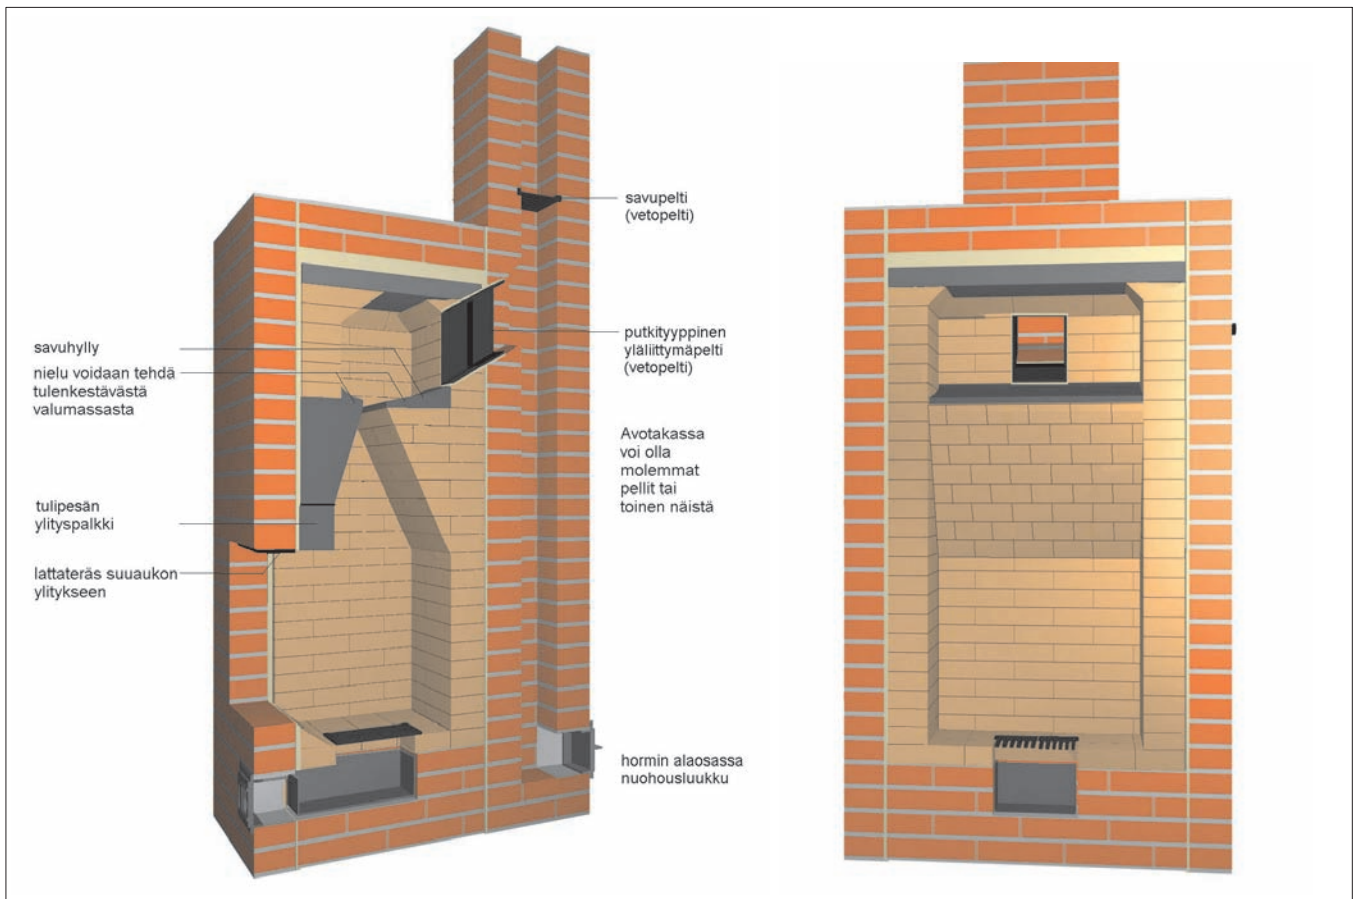 savupelti
(vetopelti)
savuhylly
nielu voidaan tehdä
tulenkestävästä
valumassasta
putkityyppinen
yläliittymäpelti
(vetopelti)
Avotakassa
voi olla
molemmat
pellit tai
toinen näistä
tulipesän
ylityspalkki
lattateräs suuaukon
ylitykseen
hormin alaosassa
nuohousluukku